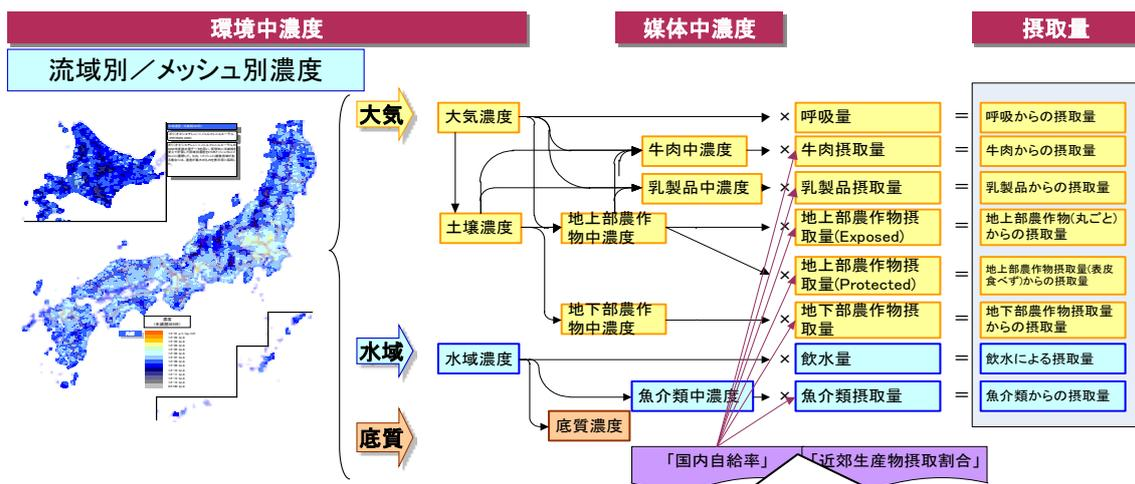 環境中濃度
媒体中濃度
摂取量
流域別／メッシュ別濃度
大気
大気濃度
×
呼吸量
＝
呼吸からの摂取量
牛肉中濃度
×
牛肉摂取量
＝
牛肉からの摂取量
乳製品中濃度
×
乳製品摂取量
＝
乳製品からの摂取量
土壌濃度
地上部農作
物中濃度
×
地上部農作物摂
取量(Exposed)
＝
地上部農作物(丸ごと)
からの摂取量
×
地上部農作物摂
取量(Protected)
＝
地上部農作物摂取量(表皮
食べず)からの摂取量
地下部農作
物中濃度
×
地下部農作物摂
取量
＝
地下部農作物摂取量
からの摂取量
水域
水域濃度
×
飲水量
＝
飲水による摂取量
魚介類中濃度
×
魚介類摂取量
＝
魚介類からの摂取量
底質
底質濃度
「国内自給率」
「近郊生産物摂取割合」